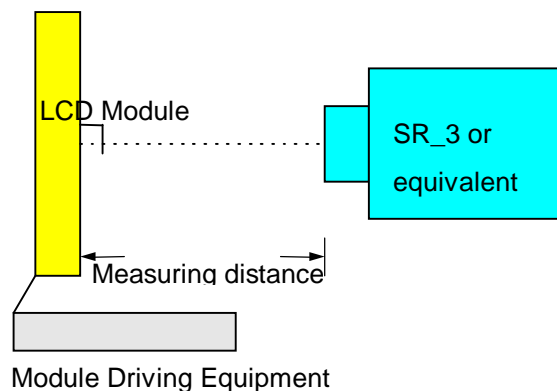 LCD Module
SR_3 or
equivalent
Measuring distance
Module Driving Equipment